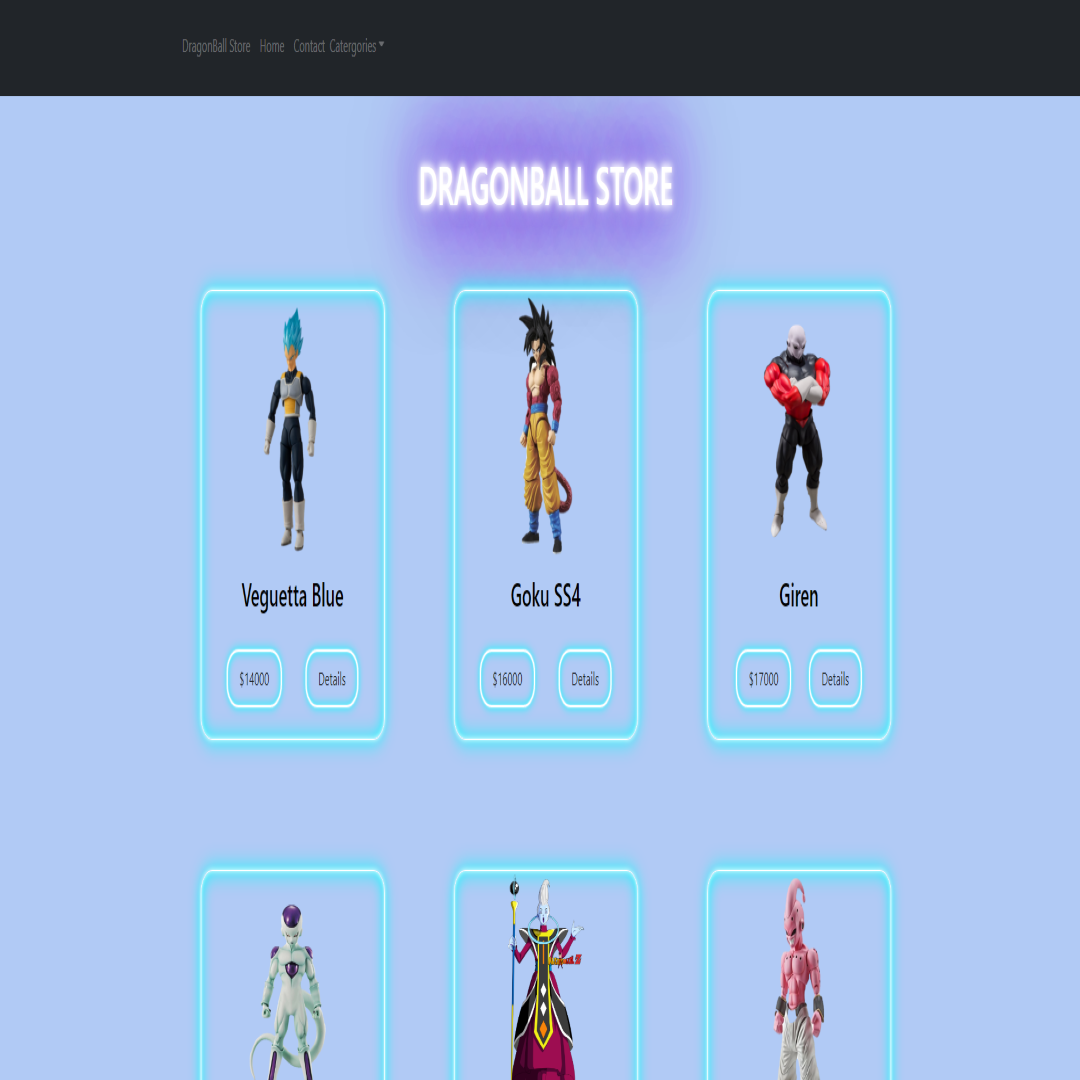 DragonBall Store Home Contact Catergories
DRAGONBALL STORE
Veguetta Blue
Goku SS4
Giren
$14000 Details
$16000 Details
$17000 Details